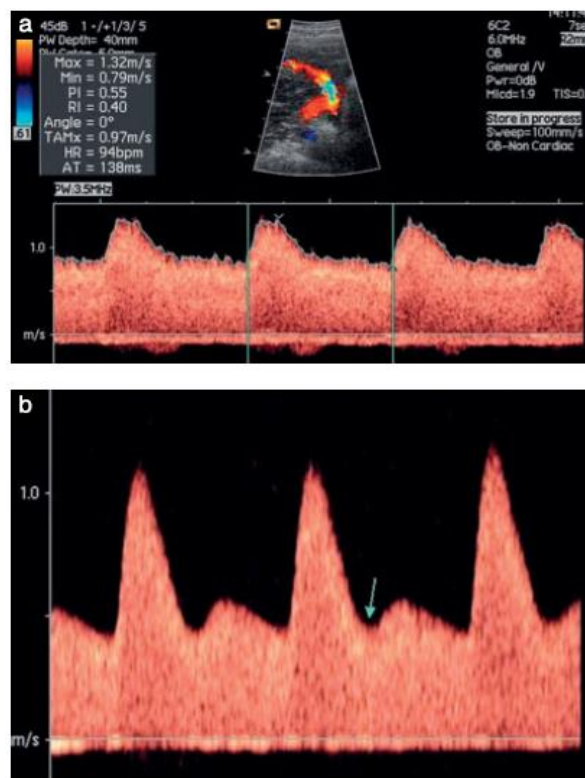 a
45dB 1 -/+1/3/ 5
PW Depth= 40mm
Max = 1.32m/s
Min = 0.79m/s
PI = 0.55
RI = 0.40
Angle = 0°
TAMx = 0.97m/s
HR = 94bpm
AT = 138ms
.61
6C2
6.0MHz
OB
General /V
Pwr=0dB
MIcd=1.9
Store in progress
Sweep=100mm/s
OB-Non Cardiac
PW:3.5MHz
1.0
m/s
b
1.0
m/s